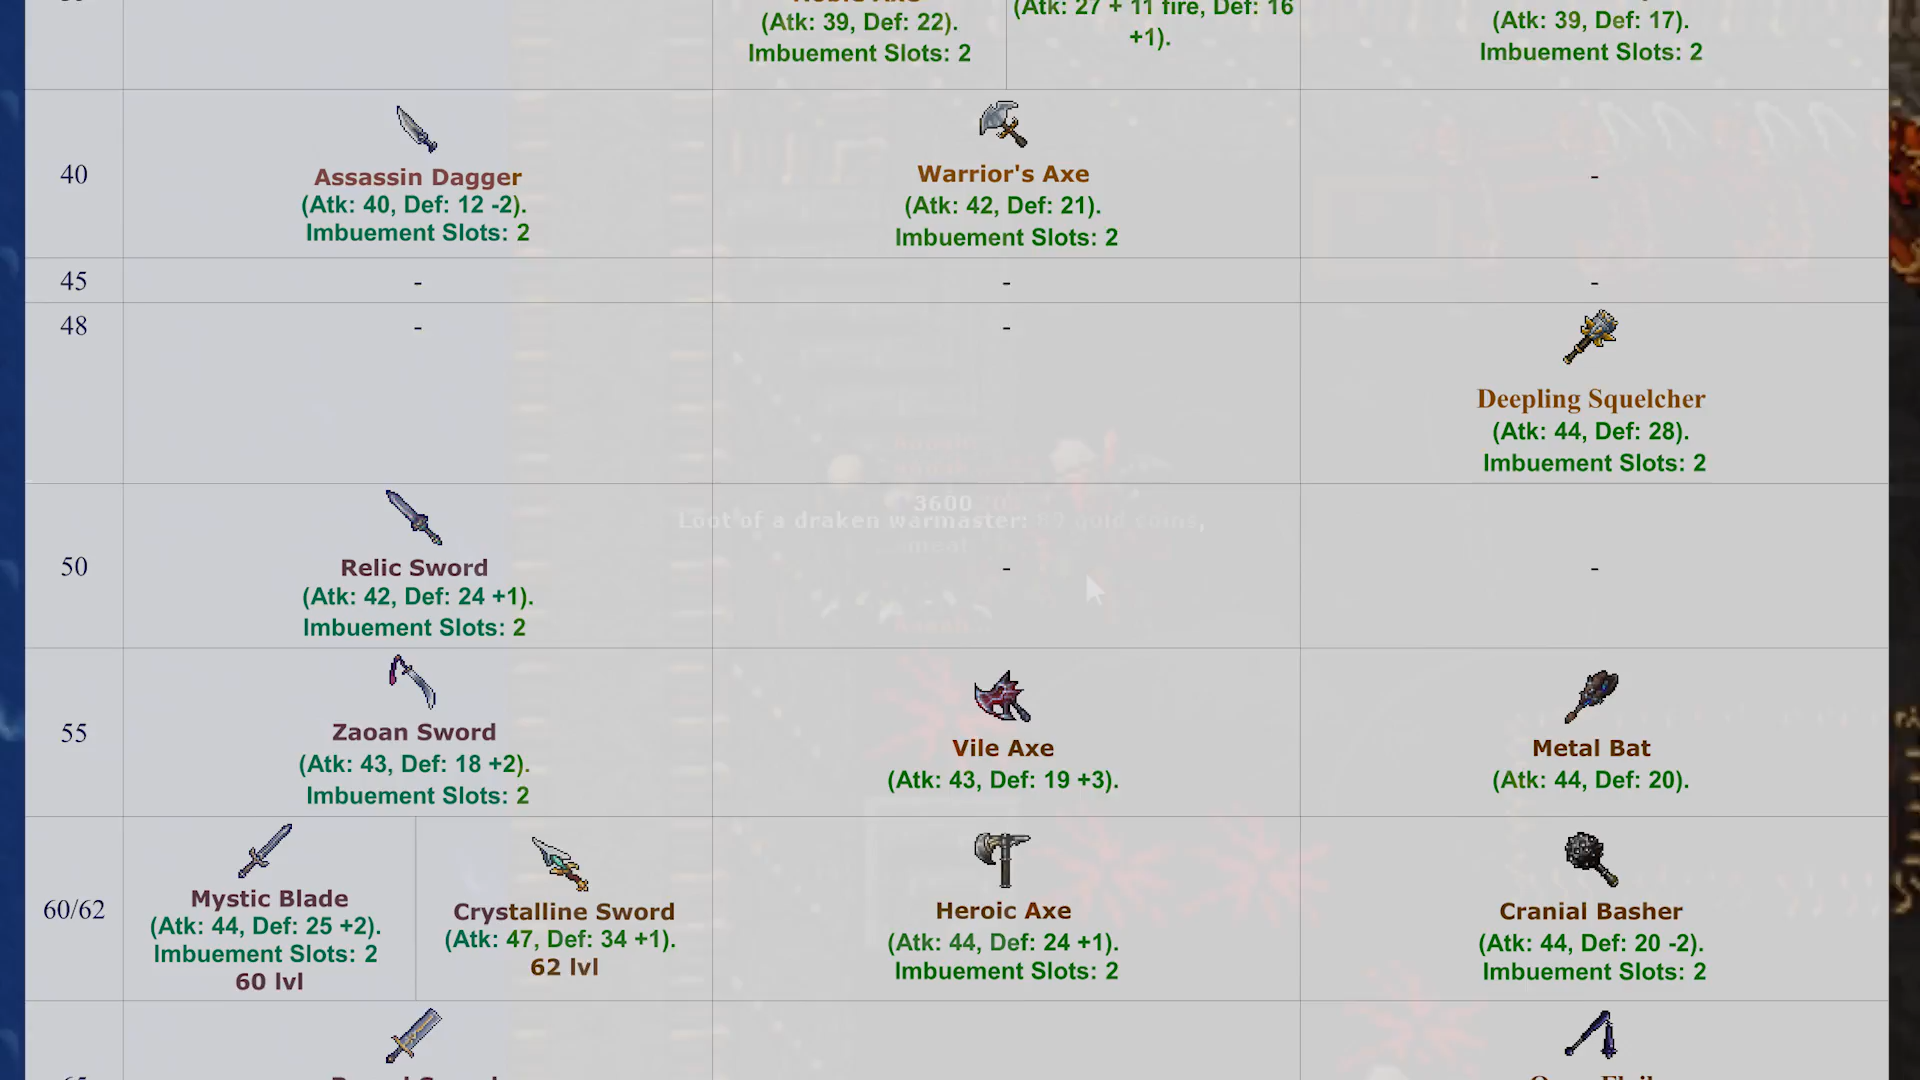 (Atk: 39, Def: 22).
Imbuement Slots: 2
(Atk: 27 + 11 fire, Def: 16
+1).
(Atk: 39, Def: 17).
Imbuement Slots: 2
40
Assassin Dagger
(Atk: 40, Def: 12 -2).
Imbuement Slots: 2
Warrior's Axe
(Atk: 42, Def: 21).
Imbuement Slots: 2
-
45
-
-
-
48
-
-
Deepling Squelcher
(Atk: 44, Def: 28).
Imbuement Slots: 2
50
Relic Sword
(Atk: 42, Def: 24 +1).
Imbuement Slots: 2
3600
Loot of a draken warmaster: 89 gold coins,
meat
-
-
55
Zaoan Sword
(Atk: 43, Def: 18 +2).
Imbuement Slots: 2
Vile Axe
(Atk: 43, Def: 19 +3).
Metal Bat
(Atk: 44, Def: 20).
60/62
Mystic Blade
(Atk: 44, Def: 25 +2).
Imbuement Slots: 2
60 lvl
Crystalline Sword
(Atk: 47, Def: 34 +1).
62 lvl
Heroic Axe
(Atk: 44, Def: 24 +1).
Imbuement Slots: 2
Cranial Basher
(Atk: 44, Def: 20 -2).
Imbuement Slots: 2